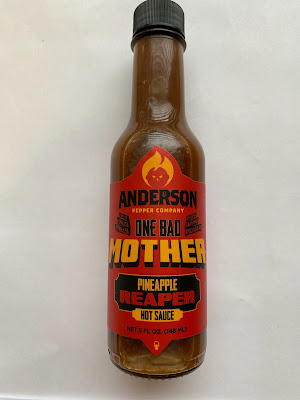 ANDERSON
PEPPER COMPANY
ONE BAD
MOTHER
PINEAPPLE
REAPER
HOT SAUCE
NET 5 FL OZ. (148 ML)